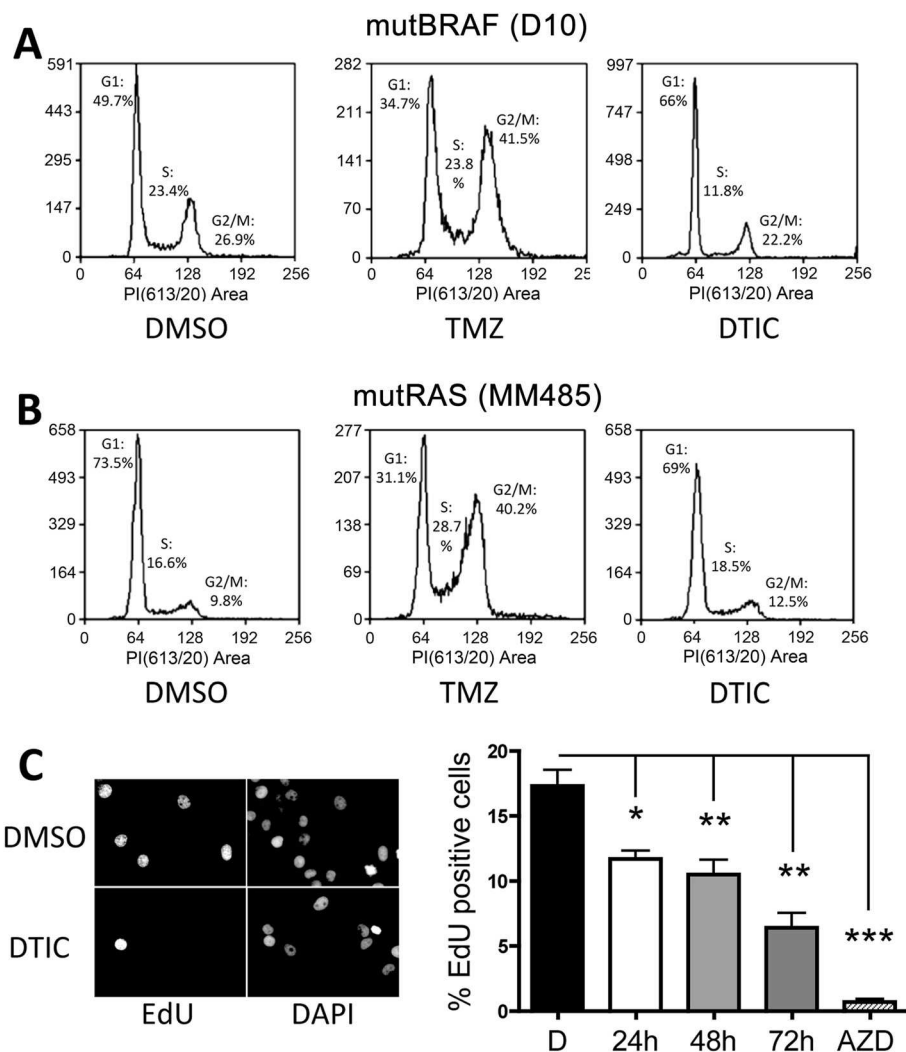 A
mutBRAF (D10)
591
443
295
147
0
G1:
49.7%
S:
23.4%
G2/M:
26.9%
0 64 128 192 256
PI(613/20) Area
DMSO
282
211
141
70
0
G1:
34.7%
S:
23.8
%
G2/M:
41.5%
0 64 128 192 25
PI(613/20) Area
TMZ
997
748
498
249
0
G1:
66%
S:
11.8%
G2/M:
22.2%
0 64 128 192 256
PI(613/20) Area
DTIC
B
mutRAS (MM485)
658
493
329
164
0
G1:
73.5%
S:
16.6%
G2/M:
9.8%
0 64 128 192 256
PI(613/20) Area
DMSO
277
207
138
69
0
G1:
31.1%
S:
28.7
%
G2/M:
40.2%
0 64 128 192 256
PI(613/20) Area
TMZ
658
493
329
164
0
G1:
69%
S:
18.5%
G2/M:
12.5%
0 64 128 192 256
PI(613/20) Area
DTIC
C
DMSO
DTIC
EdU DAPI
% EdU positive cells
20
15
10
5
0
*
**
**
***
D 24h 48h 72h AZD